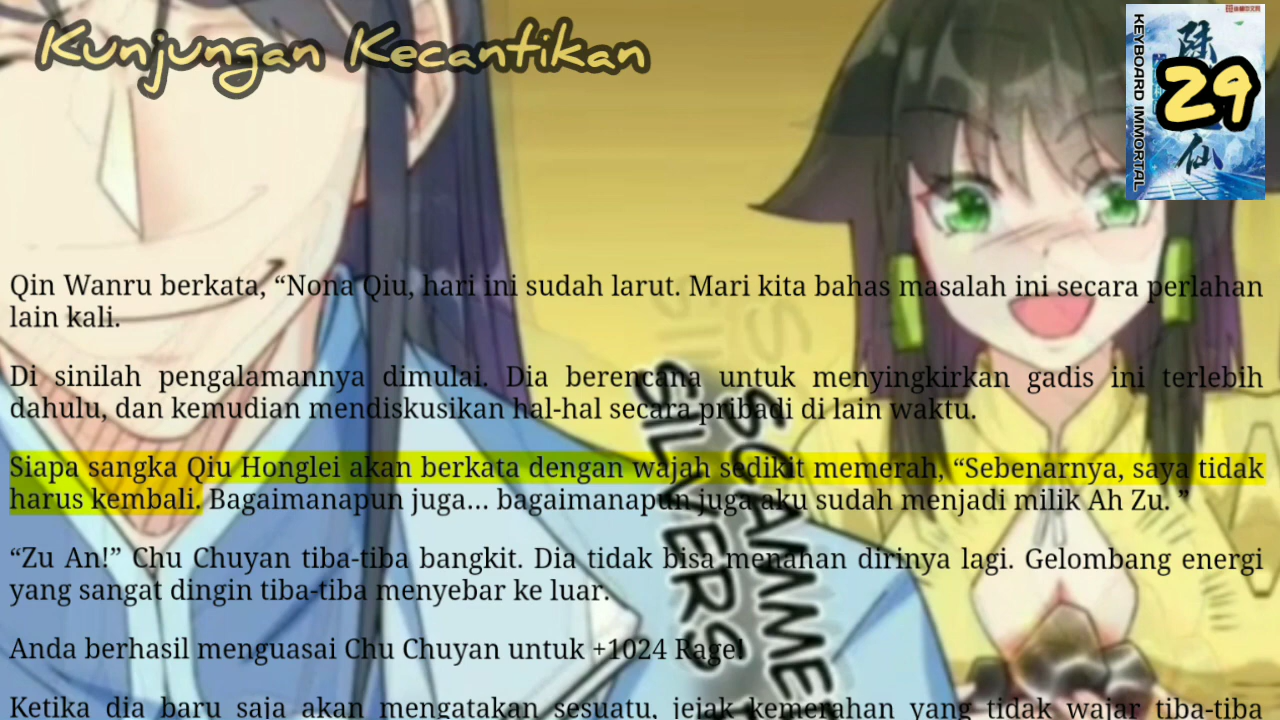 Kunjungan Kecantikan
KEYBOARD IMMORTAL
29
仙
Qin Wanru berkata, “Nona Qiu, hari ini sudah larut. Mari kita bahas masalah ini secara perlahan
lain kali.
Di sinilah pengalamannya dimulai. Dia berencana untuk menyingkirkan gadis ini terlebih
dahulu, dan kemudian mendiskusikan hal-hal secara pribadi di lain waktu.
Siapa sangka Qiu Honglei akan berkata dengan wajah sedikit memerah, “Sebenarnya, saya tidak
harus kembali. Bagaimanapun juga... bagaimanapun juga aku sudah menjadi milik Ah Zu. ”
“Zu An!” Chu Chuyan tiba-tiba bangkit. Dia tidak bisa menahan dirinya lagi. Gelombang energi
yang sangat dingin tiba-tiba menyebar ke luar.
Anda berhasil menguasai Chu Chuyan untuk +1024 Rage!
Ketika dia baru saja akan mengatakan sesuatu, jejak kemerahan yang tidak wajar tiba-tiba
SILVERS